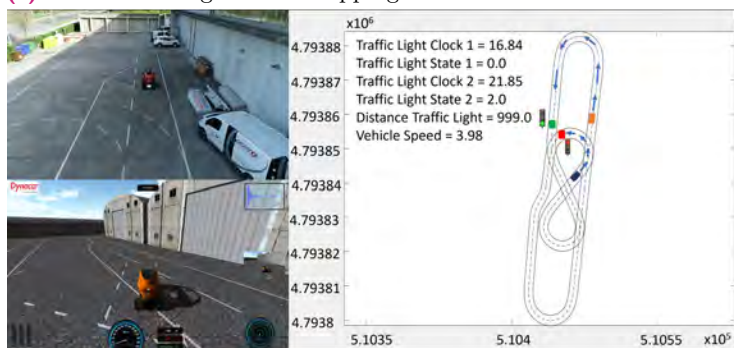 ×10⁶
4.79388
4.79387
4.79386
4.79385
4.79384
4.79383
4.79382
4.79381
4.7938
Traffic Light Clock 1 = 16.84
Traffic Light State 1 = 0.0
Traffic Light Clock 2 = 21.85
Traffic Light State 2 = 2.0
Distance Traffic Light = 999.0
Vehicle Speed = 3.98
5.1035
5.104
5.1055
×10⁵
Dynacar